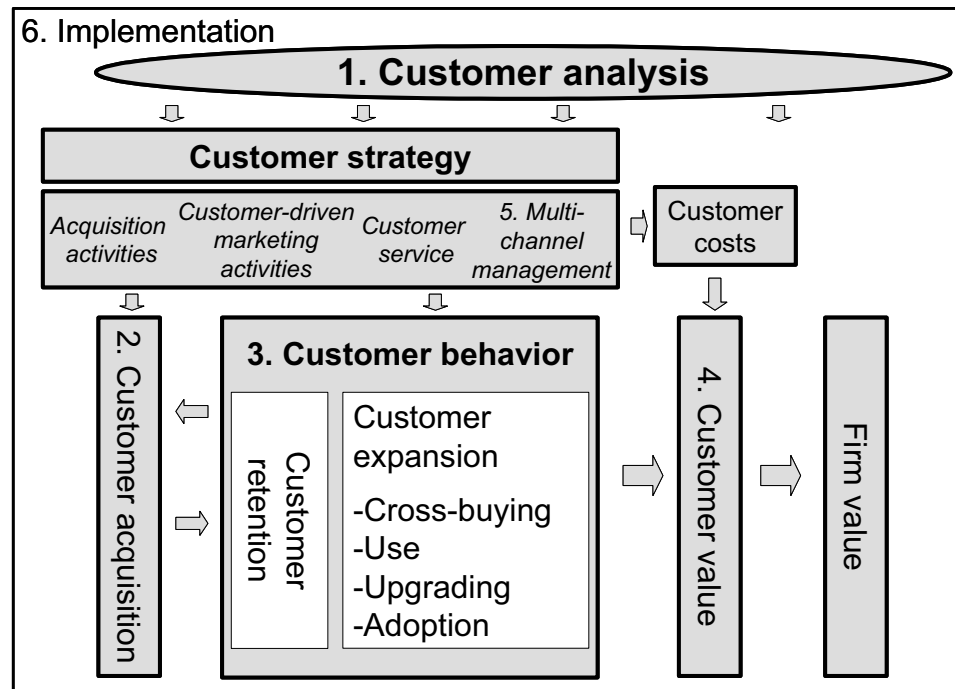 6. Implementation
1. Customer analysis
Customer strategy
Acquisition
activities
Customer-driven
marketing
activities
Customer
service
5. Multi-
channel
management
Customer
costs
2. Customer acquisition
3. Customer behavior
Customer
retention
Customer
expansion
-Cross-buying
-Use
-Upgrading
-Adoption
4. Customer value
Firm value